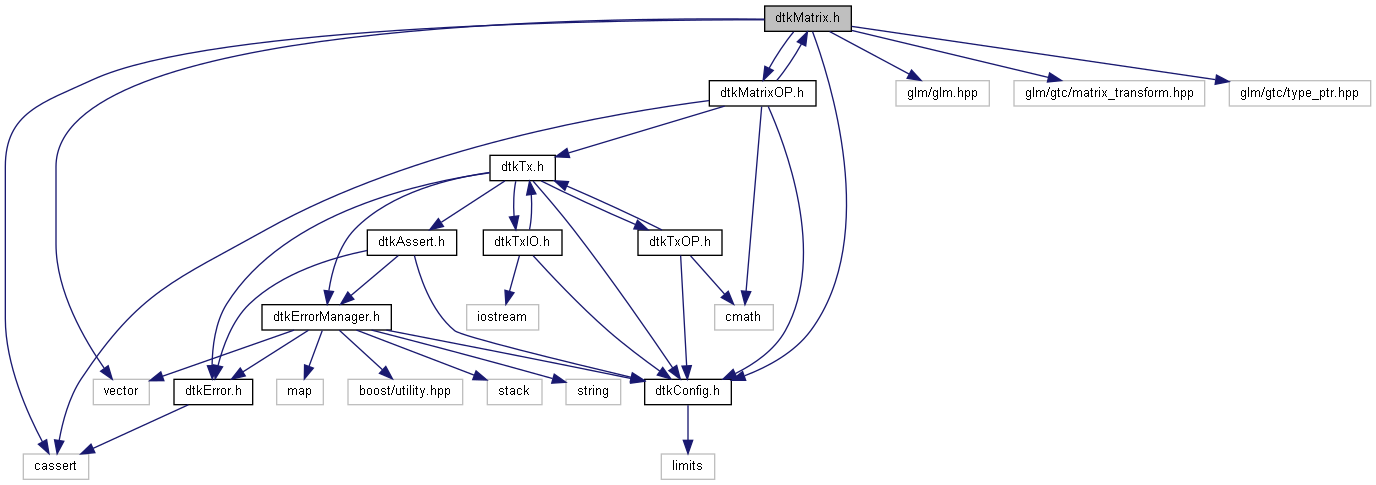 dtkMatrix.h
dtkMatrixOP.h
glm/glm.hpp
glm/gtc/matrix_transform.hpp
glm/gtc/type_ptr.hpp
dtkTx.h
dtkAssert.h
dtkTxIO.h
dtkTxOP.h
dtkErrorManager.h
iostream
cmath
vector
dtkError.h
map
boost/utility.hpp
stack
string
dtkConfig.h
cassert
limits